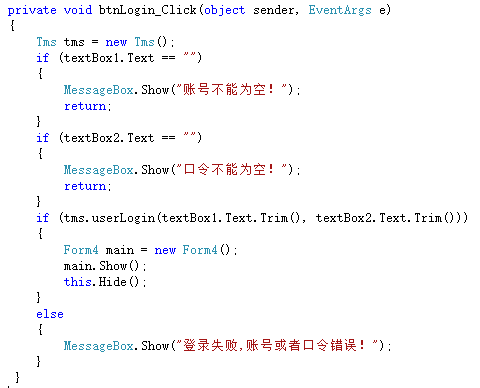 private void btnLogin_Click(object sender, EventArgs e)
{
    Tms tms = new Tms();
    if (textBox1.Text == "")
    {
        MessageBox.Show("账号不能为空！");
        return;
    }
    if (textBox2.Text == "")
    {
        MessageBox.Show("口令不能为空！");
        return;
    }
    if (tms.userLogin(textBox1.Text.Trim(), textBox2.Text.Trim()))
    {
        Form4 main = new Form4();
        main.Show();
        this.Hide();
    }
    else
    {
        MessageBox.Show("登录失败,账号或者口令错误！");
    }
}